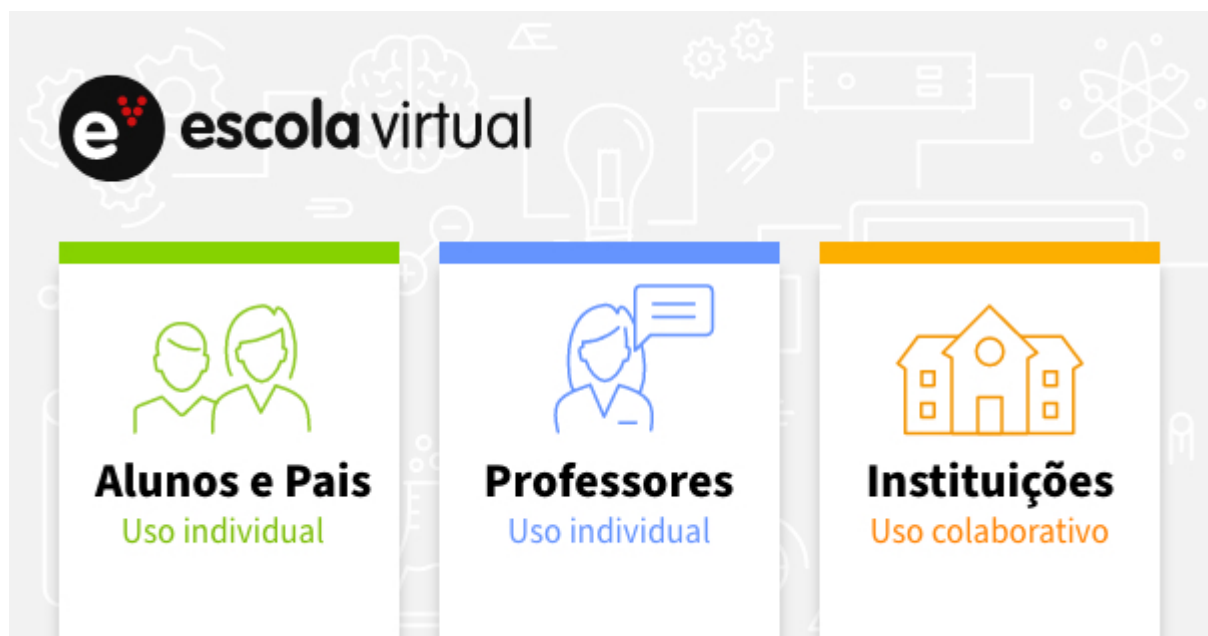 e escola virtual
Alunos e Pais
Uso individual
Professores
Uso individual
Instituições
Uso colaborativo